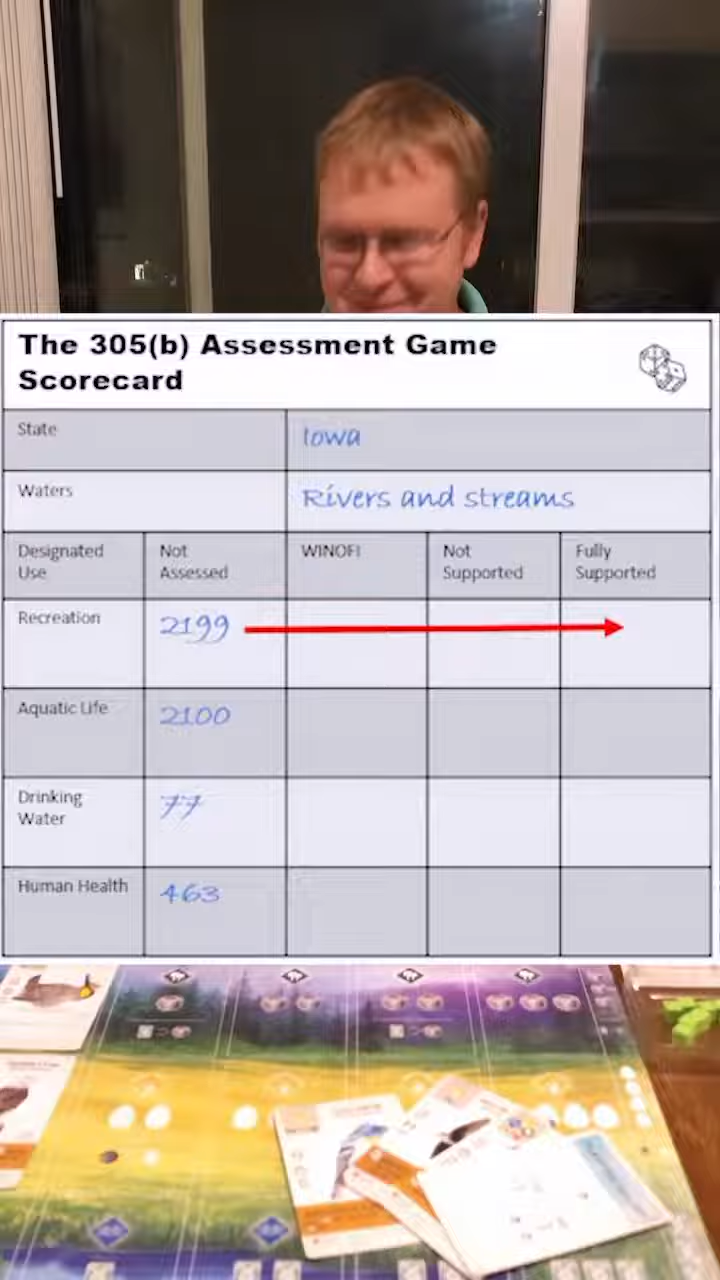 The 305(b) Assessment Game
Scorecard
State
Iowa
Waters
Rivers and streams
Designated Use
Not Assessed
WINOFI
Not Supported
Fully Supported
Recreation
2199
Aquatic Life
2100
Drinking Water
77
Human Health
463